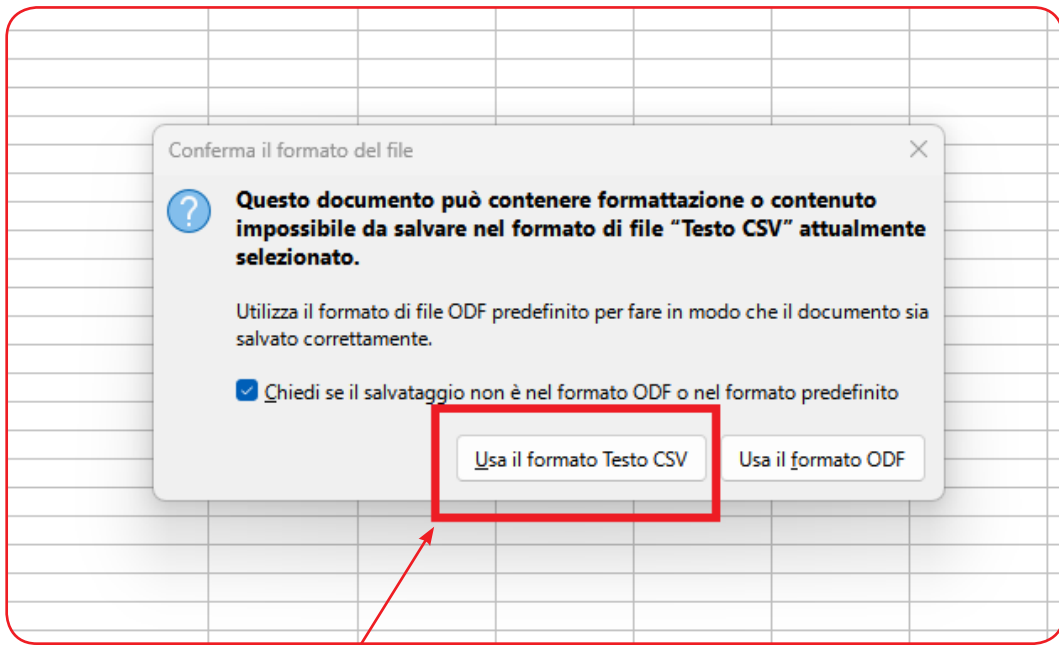 Conferma il formato del file
Questo documento può contenere formattazione o contenuto
impossibile da salvare nel formato di file “Testo CSV” attualmente
selezionato.
Utilizza il formato di file ODF predefinito per fare in modo che il documento sia
salvato correttamente.
Chiedi se il salvataggio non è nel formato ODF o nel formato predefinito
Usa il formato Testo CSV Usa il formato ODF